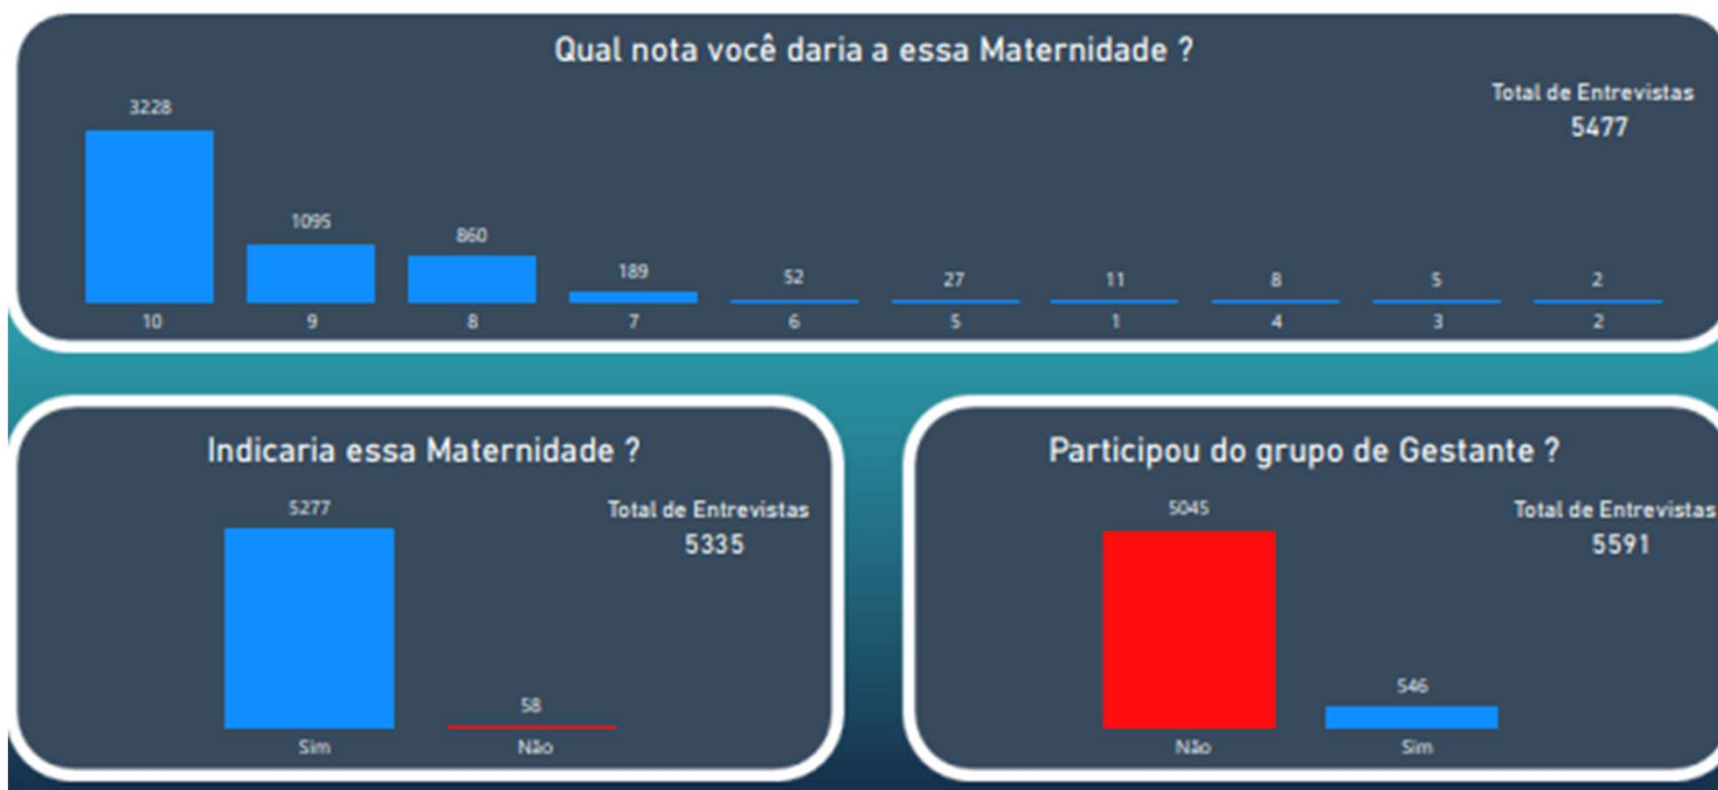 Qual nota você daria a essa Maternidade ?
Total de Entrevistas
5477
3228
1095
860
189
52
27
11
8
5
2
10 9 8 7 6 5 1 4 3 2
Indicaria essa Maternidade ?
Total de Entrevistas
5335
5277
58
Sim Não
Participou do grupo de Gestante ?
Total de Entrevistas
5591
5045
546
Não Sim